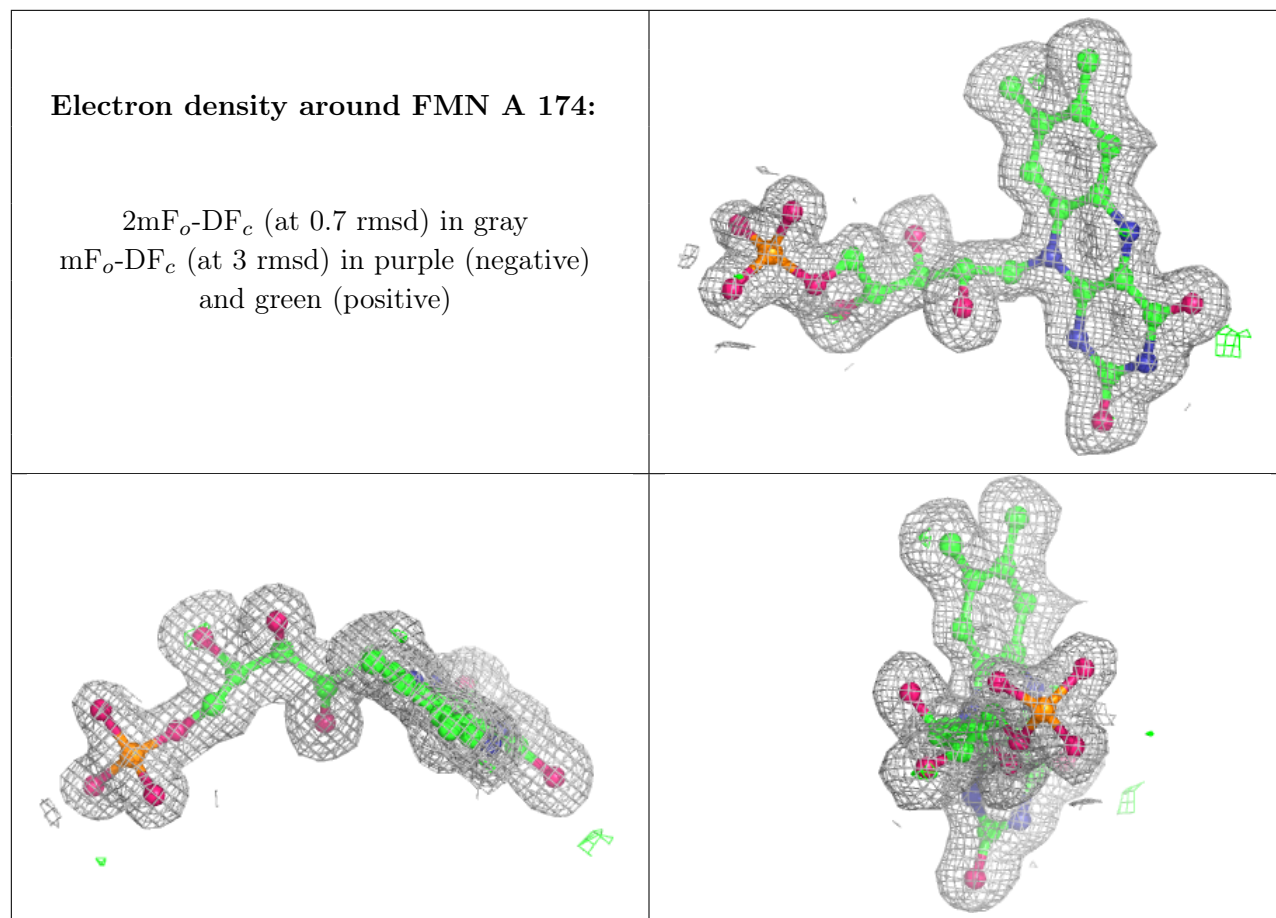 Electron density around FMN A 174:
2mFo-DFc (at 0.7 rmsd) in gray
mFo-DFc (at 3 rmsd) in purple (negative)
and green (positive)